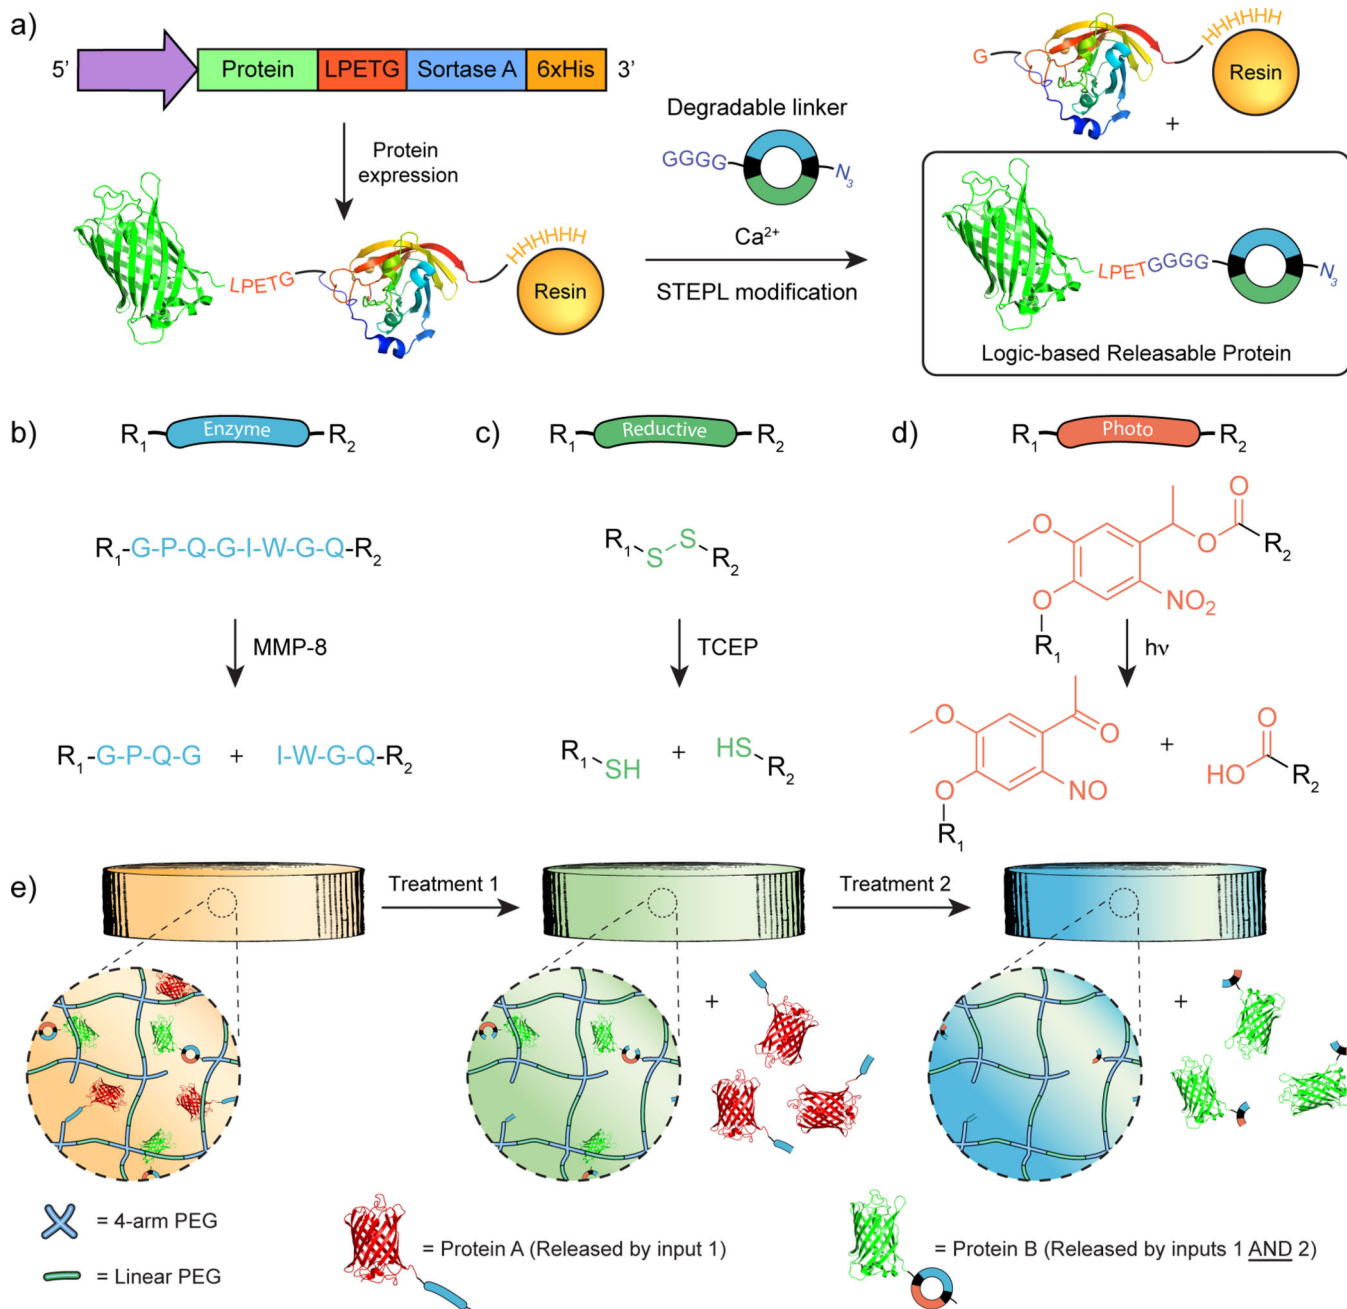 a)
5’
Protein
LPETG
Sortase A
6xHis
3’
Protein
expression
LPETG
HHHHHH
Resin
Degradable linker
GGGG
N3
Ca2+
STEPL modification
G
HHHHHH
Resin
+
LPETGGGG
N3
Logic-based Releasable Protein
b)
R1
Enzyme
R2
R1-G-P-Q-G-I-W-G-Q-R2
MMP-8
R1-G-P-Q-G + I-W-G-Q-R2
c)
R1
Reductive
R2
R1
S
S
R2
TCEP
R1
SH
+
HS
R2
d)
R1
Photo
R2
O
O
O
R2
NO2
O
R1
hν
O
O
NO
O
R1
+
O
HO
R2
e)
Treatment 1
Treatment 2
+
+
= 4-arm PEG
= Linear PEG
= Protein A (Released by input 1)
= Protein B (Released by inputs 1 AND 2)